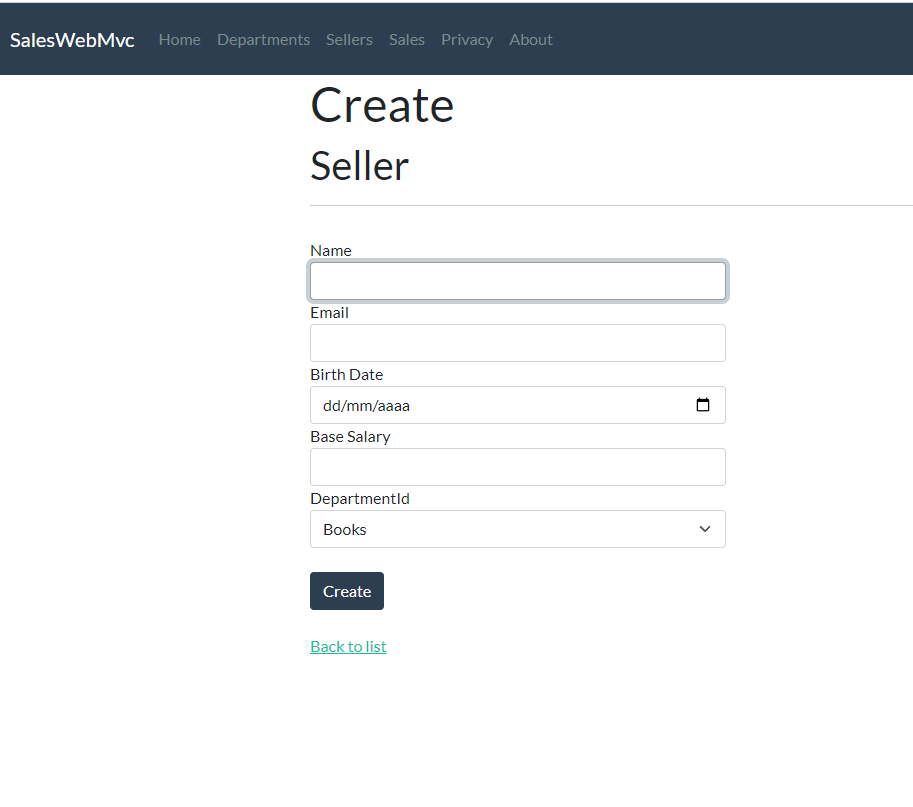 SalesWebMvc Home Departments Sellers Sales Privacy About
Create
Seller
Name
Email
Birth Date
dd/mm/aaaa
Base Salary
DepartmentId
Books
Create
Back to list